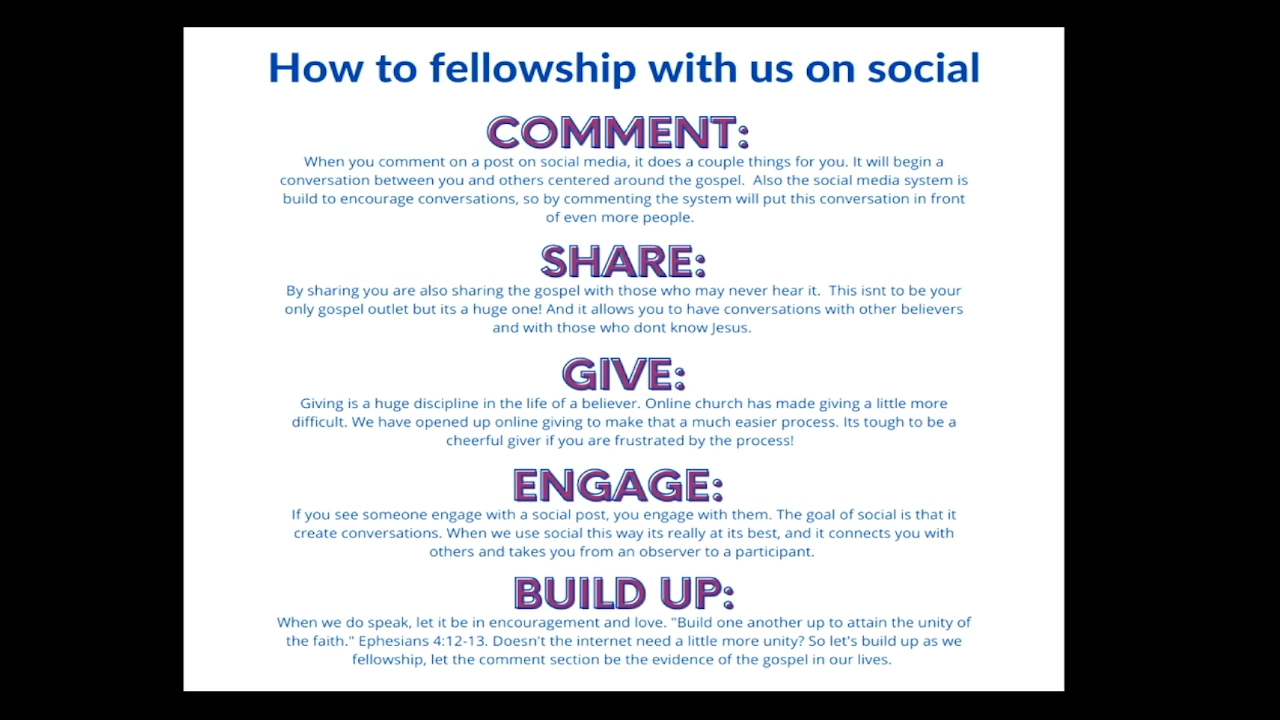 How to fellowship with us on social
COMMENT:
When you comment on a post on social media, it does a couple things for you. It will begin a
conversation between you and others centered around the gospel.  Also the social media system is
build to encourage conversations, so by commenting the system will put this conversation in front
of even more people.
SHARE:
By sharing you are also sharing the gospel with those who may never hear it.  This isnt to be your
only gospel outlet but its a huge one! And it allows you to have conversations with other believers
and with those who dont know Jesus.
GIVE:
Giving is a huge discipline in the life of a believer. Online church has made giving a little more
difficult. We have opened up online giving to make that a much easier process. Its tough to be a
cheerful giver if you are frustrated by the process!
ENGAGE:
If you see someone engage with a social post, you engage with them. The goal of social is that it
create conversations. When we use social this way its really at its best, and it connects you with
others and takes you from an observer to a participant.
BUILD UP:
When we do speak, let it be in encouragement and love. "Build one another up to attain the unity of
the faith." Ephesians 4:12-13. Doesn't the internet need a little more unity? So let's build up as we
fellowship, let the comment section be the evidence of the gospel in our lives.